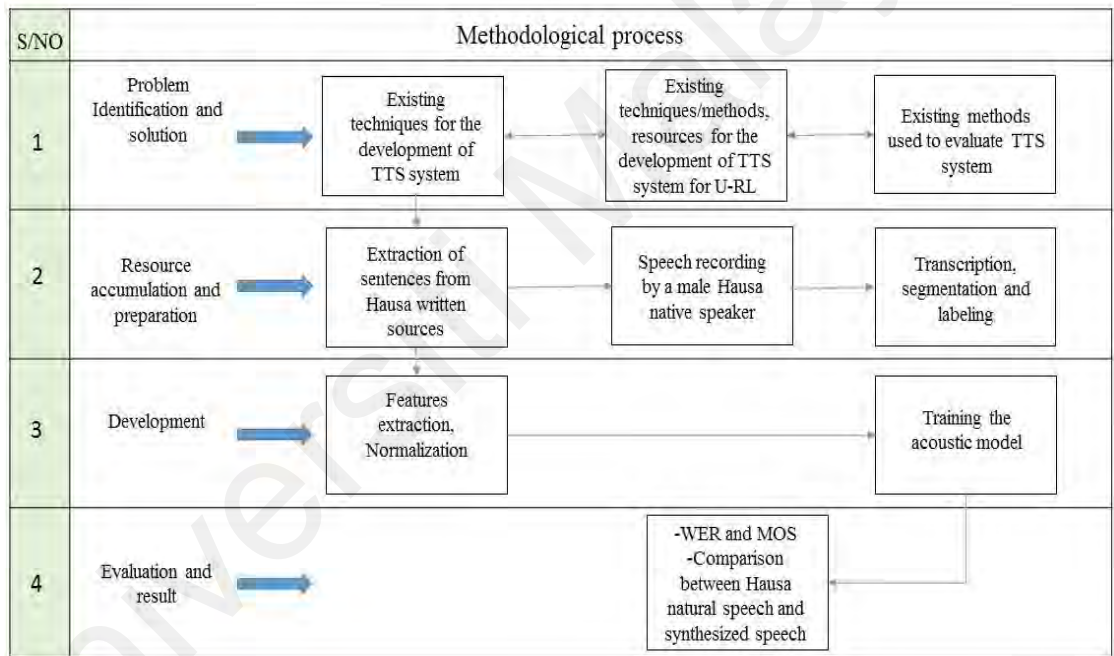 S/NO
Methodological process
1
Problem
Identification and
solution
Existing
techniques for the
development of
TTS system
Existing
techniques/methods,
resources for the
development of TTS
system for U-RL
Existing methods
used to evaluate TTS
system
2
Resource
accumulation and
preparation
Extraction of
sentences from
Hausa written
sources
Speech recording
by a male Hausa
native speaker
Transcription,
segmentation and
labeling
3
Development
Features
extraction,
Normalization
Training the
acoustic model
4
Evaluation and
result
-WER and MOS
-Comparison
between Hausa
natural speech and
synthesized speech